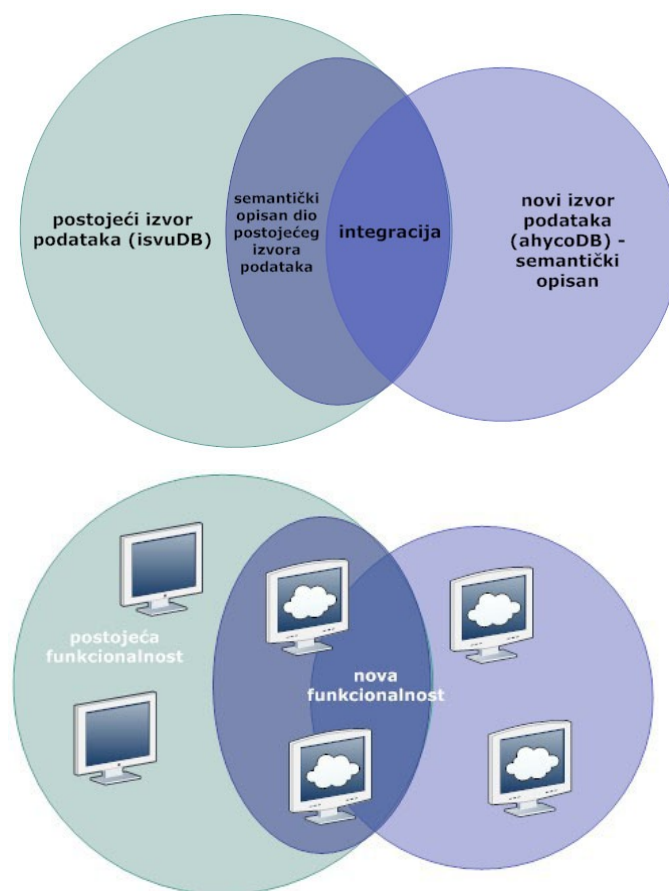 postojeći izvor
podataka (isvuDB)
semantički
opisan dio
postojećeg
izvora
podataka
integracija
novi izvor
podataka
(ahycoDB) -
semantički
opisan
postojeća
funkcionalnost
nova
funkcionalnost